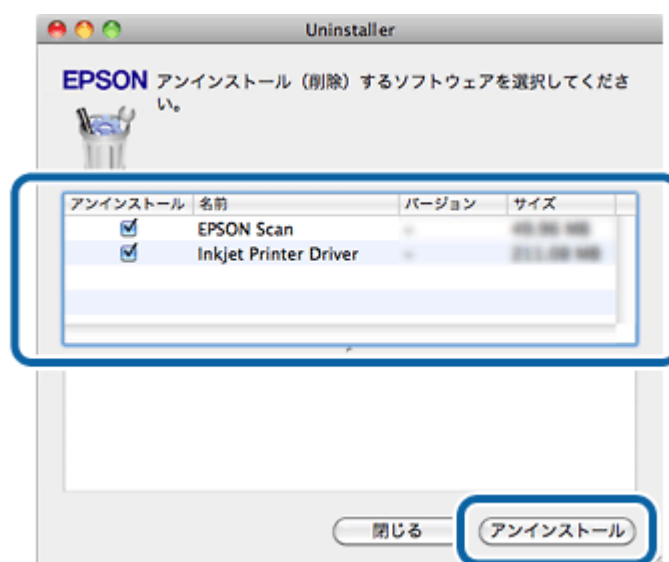 Uninstaller
EPSON アンインストール（削除）するソフトウェアを選択してくださ
い。
アンインストール 名前 バージョン サイズ
EPSON Scan -
Inkjet Printer Driver -
閉じる アンインストール